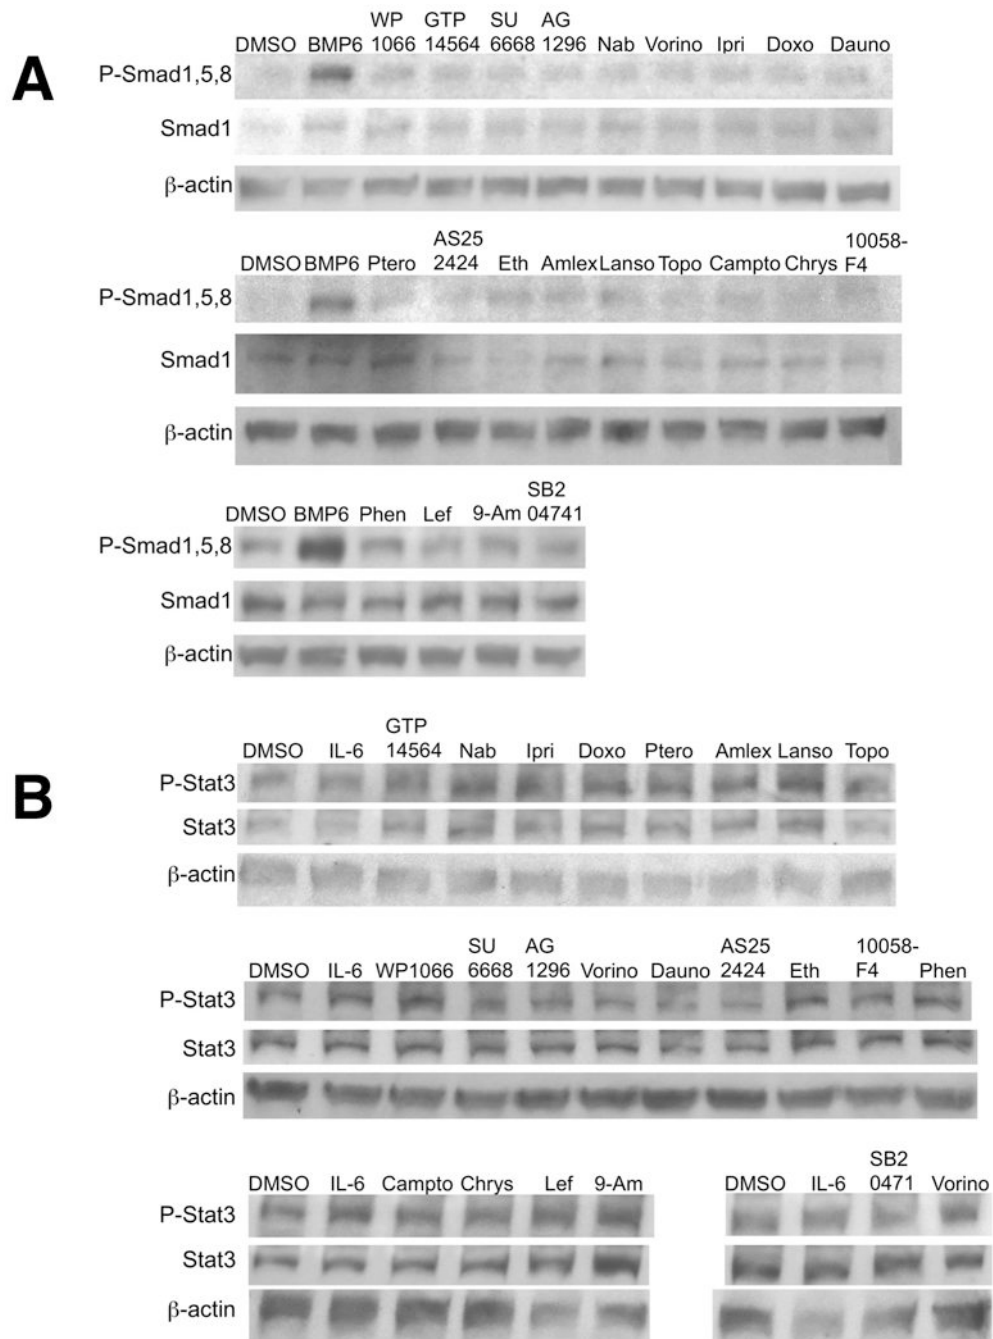 A
WP GTP SU AG
DMSO BMP6 1066 14564 6668 1296 Nab Vorino Ipri Doxo Dauno
P-Smad1,5,8
Smad1
β-actin
AS25 10058-
DMSO BMP6 Ptero 2424 Eth Amlex Lanso Topo Campto Chrys F4
P-Smad1,5,8
Smad1
β-actin
SB2
DMSO BMP6 Phen Lef 9-Am 04741
P-Smad1,5,8
Smad1
β-actin
B
GTP
DMSO IL-6 14564 Nab Ipri Doxo Ptero Amlex Lanso Topo
P-Stat3
Stat3
β-actin
SU AG AS25 10058-
DMSO IL-6 WP1066 6668 1296 Vorino Dauno 2424 Eth F4 Phen
P-Stat3
Stat3
β-actin
SB2
DMSO IL-6 Campto Chrys Lef 9-Am DMSO IL-6 0471 Vorino
P-Stat3
Stat3
β-actin